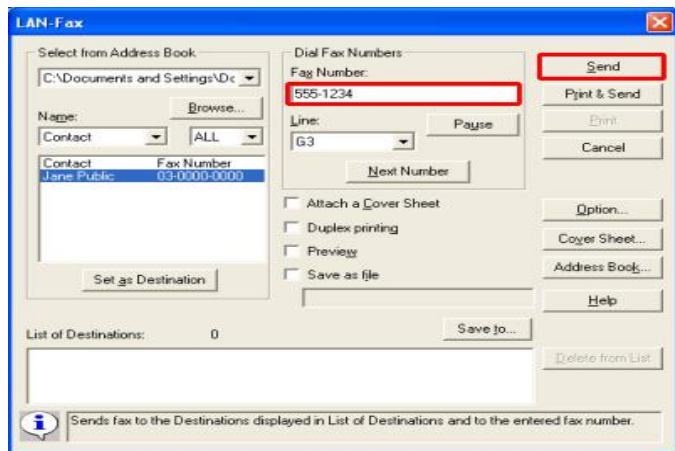 LAN-Fax
Select from Address Book
C:\Documents and Settings\Dc
Browse...
Name:
Contact
ALL
Contact Fax Number
Jane Public 03-0000-0000
Set as Destination
Dial Fax Numbers
Fax Number:
555-1234
Line:
Pause
G3
Next Number
Attach a Cover Sheet
Duplex printing
Preview
Save as file
Send
Print & Send
Print
Cancel
Option...
Cover Sheet...
Address Book...
Help
List of Destinations: 0
Save to...
Delete from List
Sends fax to the Destinations displayed in List of Destinations and to the entered fax number.